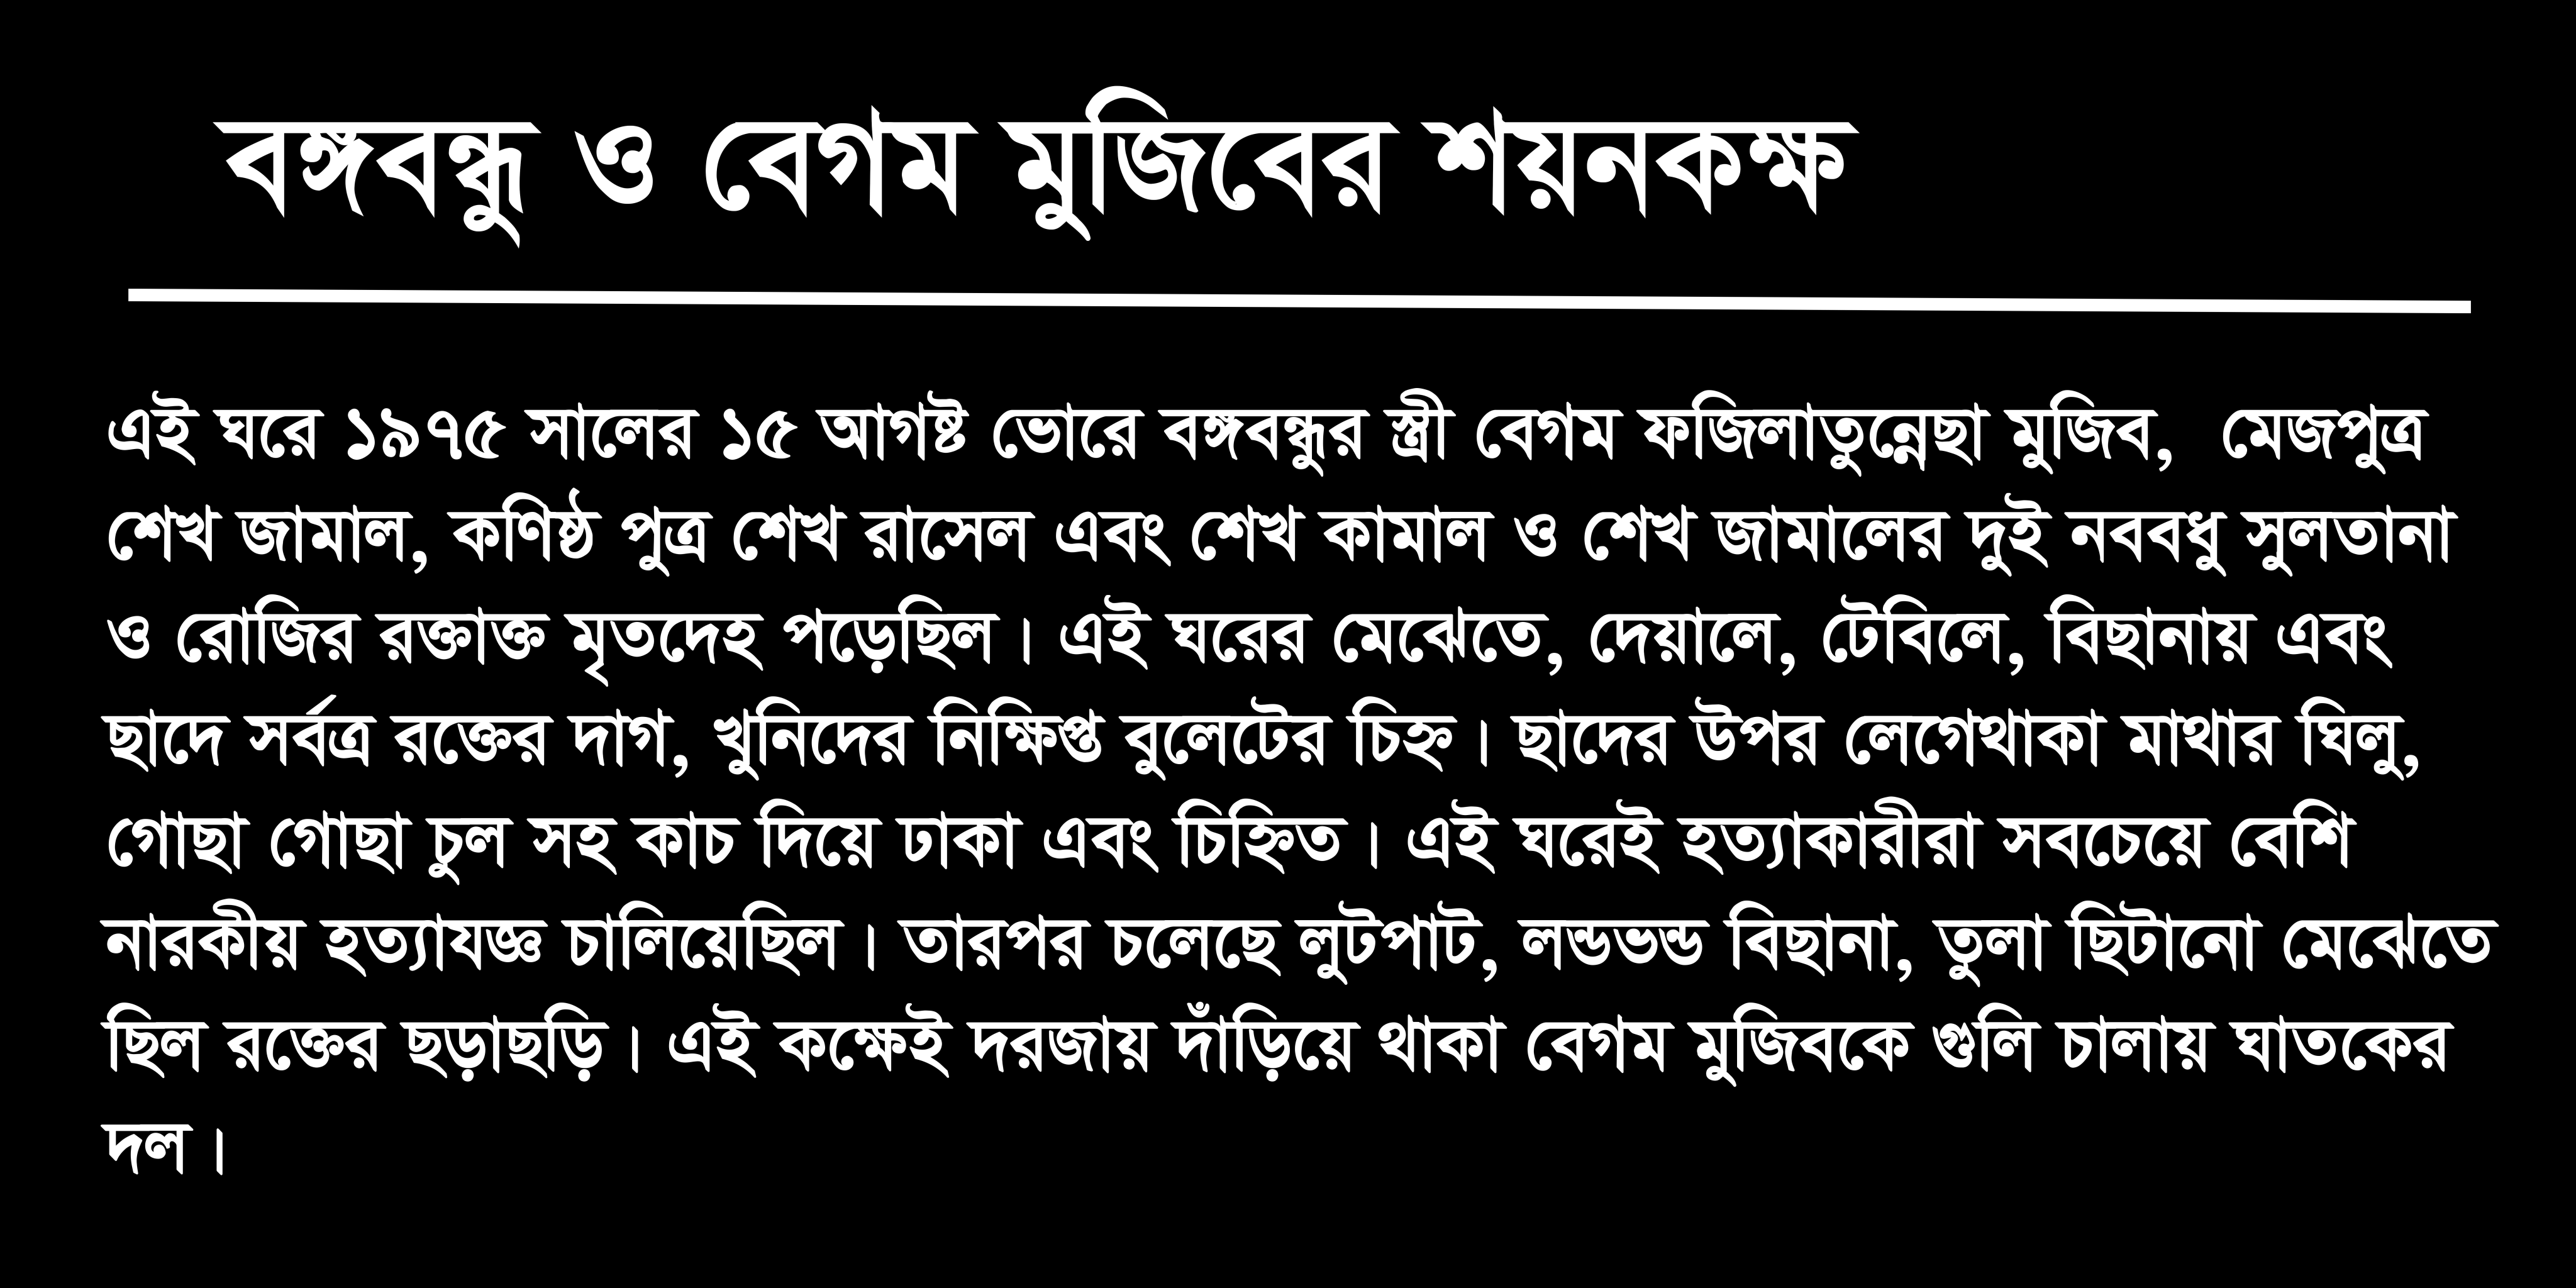 বঙ্গবন্ধু ও বেগম মুজিবের শয়নকক্ষ
এই ঘরে ১৯৭৫ সালের ১৫ আগষ্ট ভোরে বঙ্গবন্ধুর স্ত্রী বেগম ফজিলাতুন্নেছা মুজিব, মেজপুত্র
শেখ জামাল, কণিষ্ঠ পুত্র শেখ রাসেল এবং শেখ কামাল ও শেখ জামালের দুই নববধু সুলতানা
ও রোজির রক্তাক্ত মৃতদেহ পড়েছিল। এই ঘরের মেঝেতে, দেয়ালে, টেবিলে, বিছানায় এবং
ছাদে সর্বত্র রক্তের দাগ, খুনিদের নিক্ষিপ্ত বুলেটের চিহ্ন। ছাদের উপর লেগেথাকা মাথার ঘিলু,
গোছা গোছা চুল সহ কাচ দিয়ে ঢাকা এবং চিহ্নিত। এই ঘরেই হত্যাকারীরা সবচেয়ে বেশি
নারকীয় হত্যাযজ্ঞ চালিয়েছিল। তারপর চলেছে লুটপাট, লন্ডভন্ড বিছানা, তুলা ছিটানো মেঝেতে
ছিল রক্তের ছড়াছড়ি। এই কক্ষেই দরজায় দাঁড়িয়ে থাকা বেগম মুজিবকে গুলি চালায় ঘাতকের
দল।